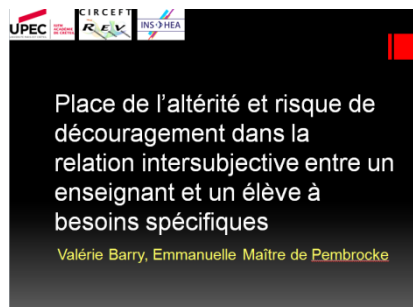 CIRCEFT
UPEC
REV
INS HEA
Place de l'altérité et risque de
découragement dans la
relation intersubjective entre un
enseignant et un élève à
besoins spécifiques
Valérie Barry, Emmanuelle Maître de Pembrocke